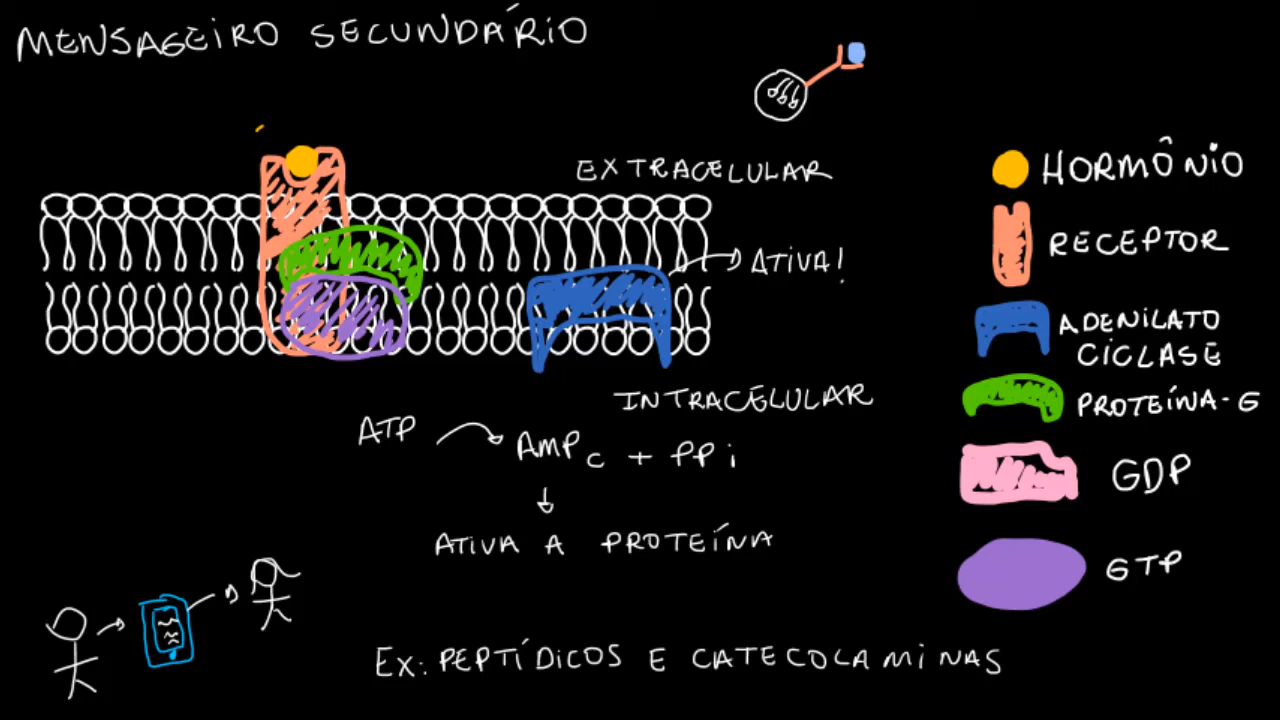 MENSAGEIRO SECUNDÁRIO
EXTRACELULAR
ATIVA!
INTRACELULAR
ATP
AMPc + PPi
ATIVA A PROTEÍNA
EX: PEPTÍDICOS E CATECOLAMINAS
HORMÔNIO
RECEPTOR
ADENILATO
CICLASE
PROTEÍNA-G
GDP
GTP